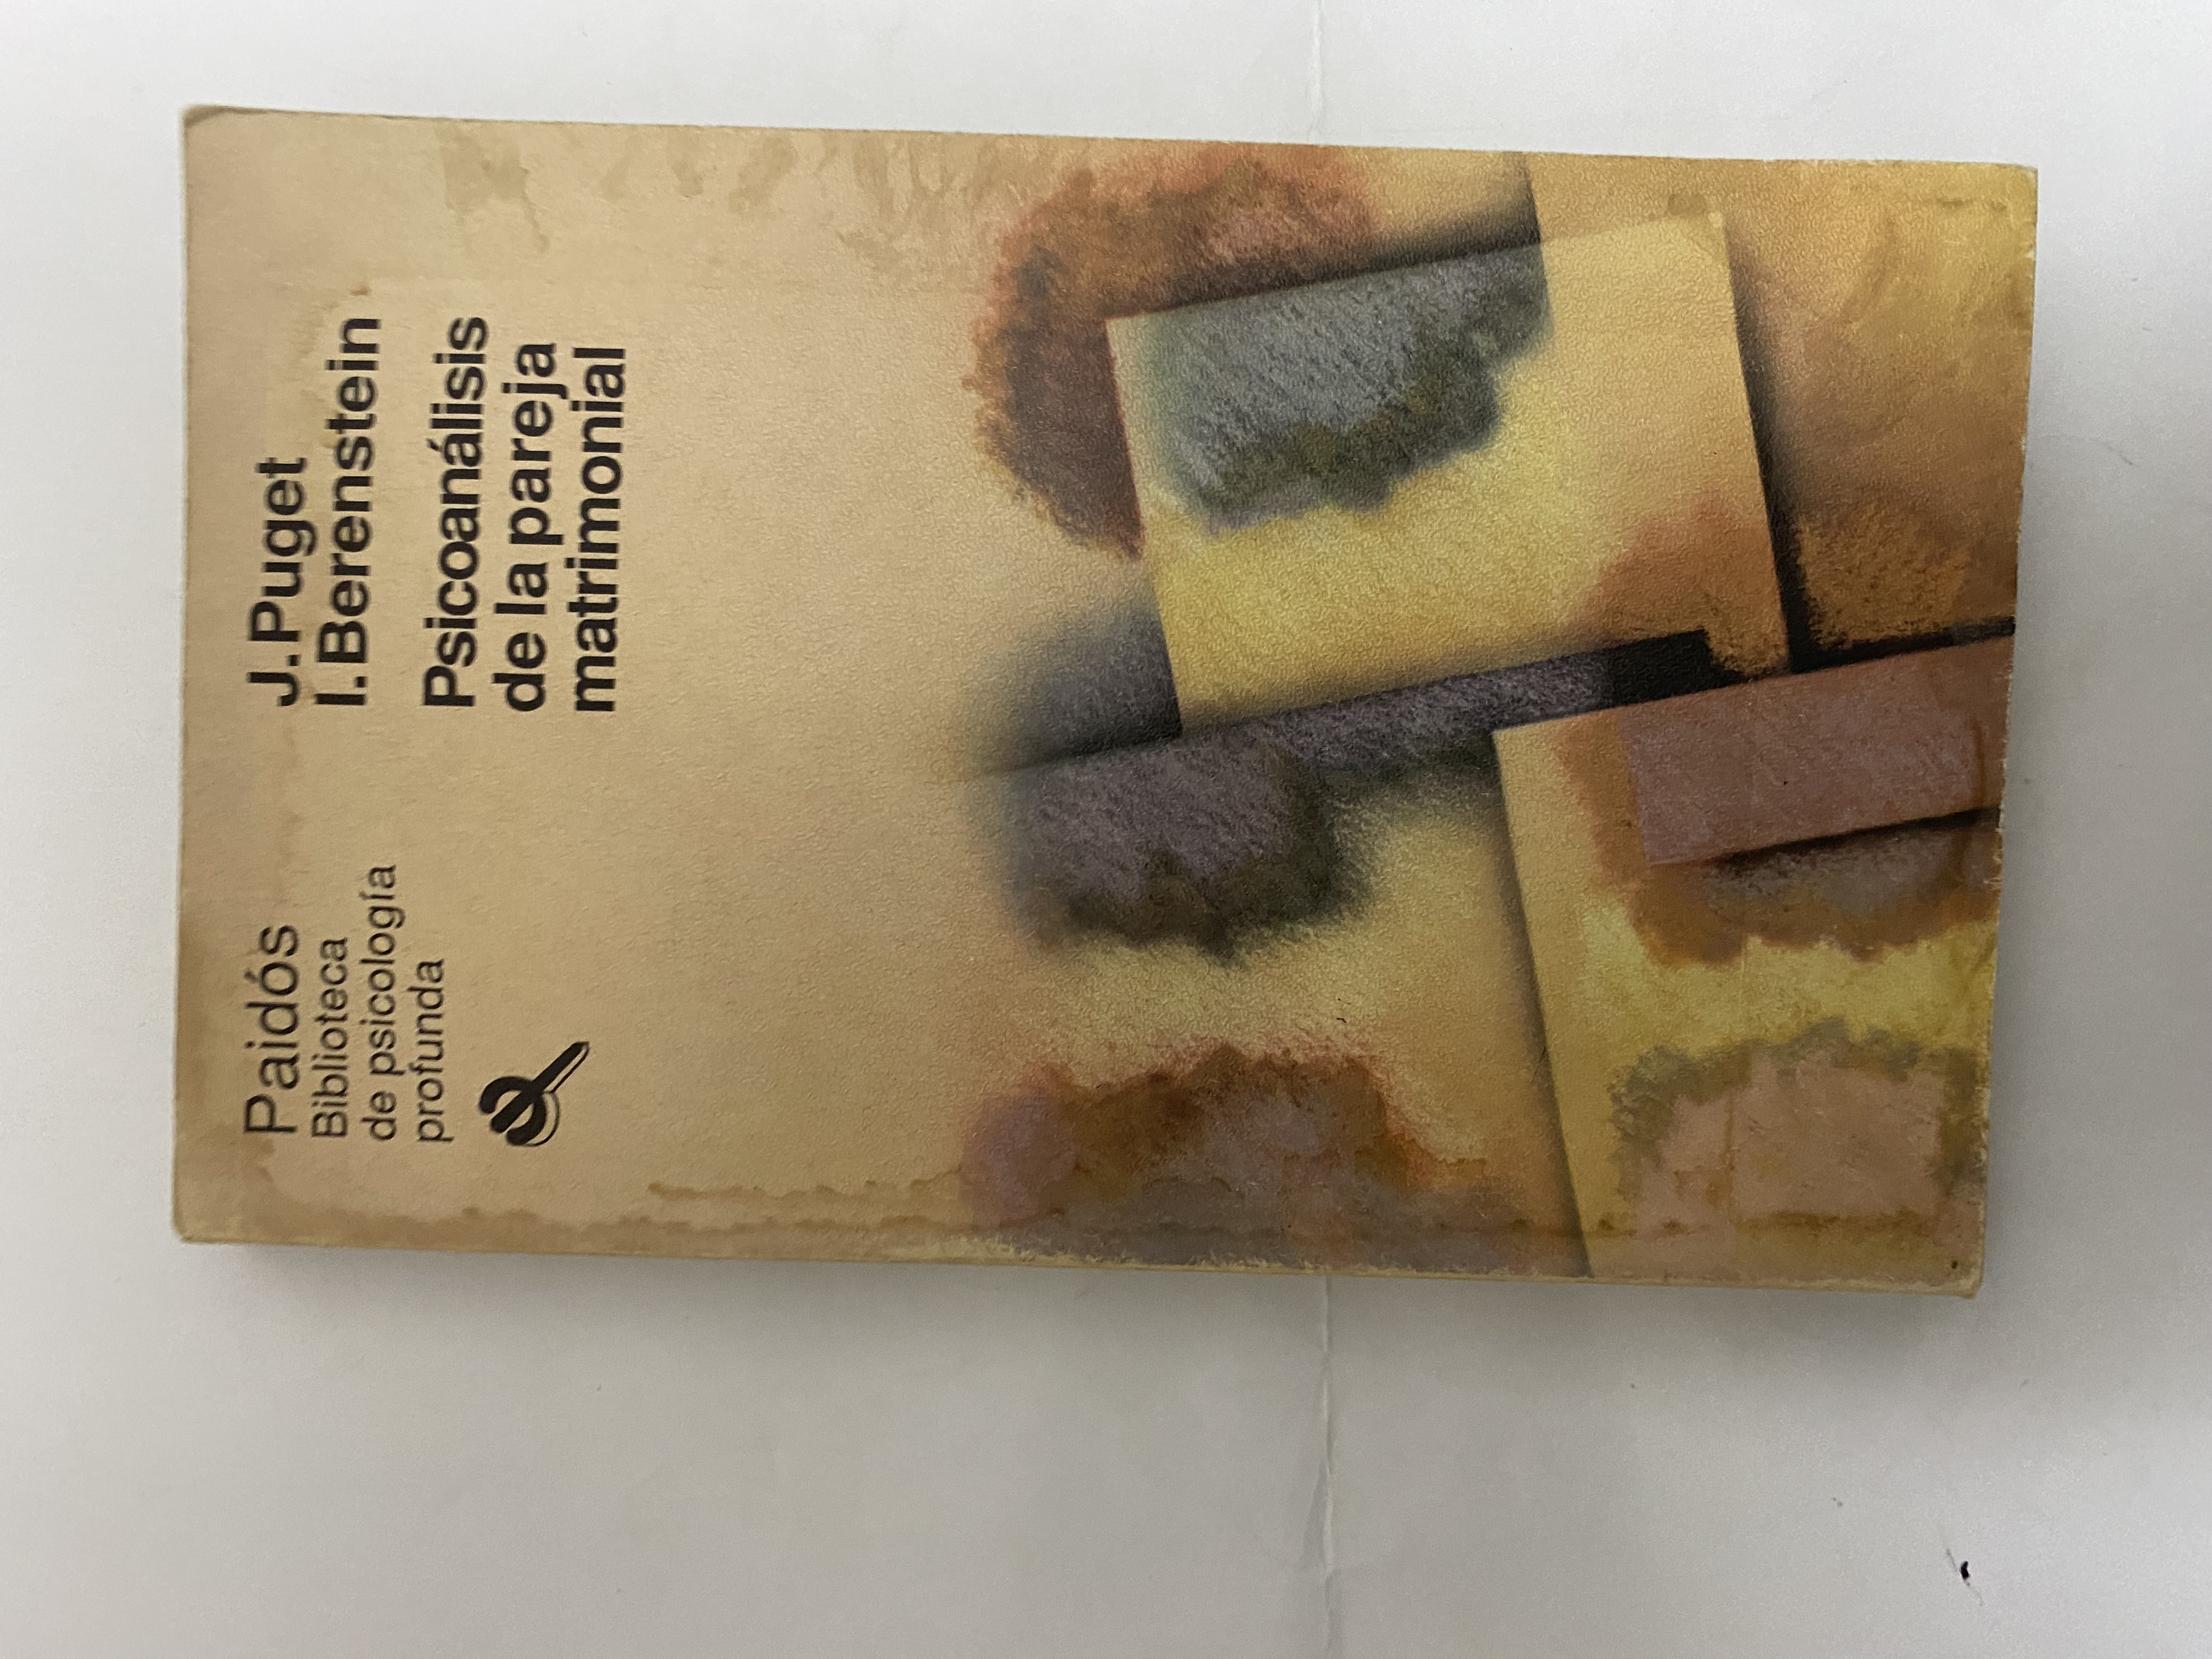 Paidós
Biblioteca
de psicología
profunda
J. Puget
I. Berenstein
Psicoanálisis
de la pareja
matrimonial